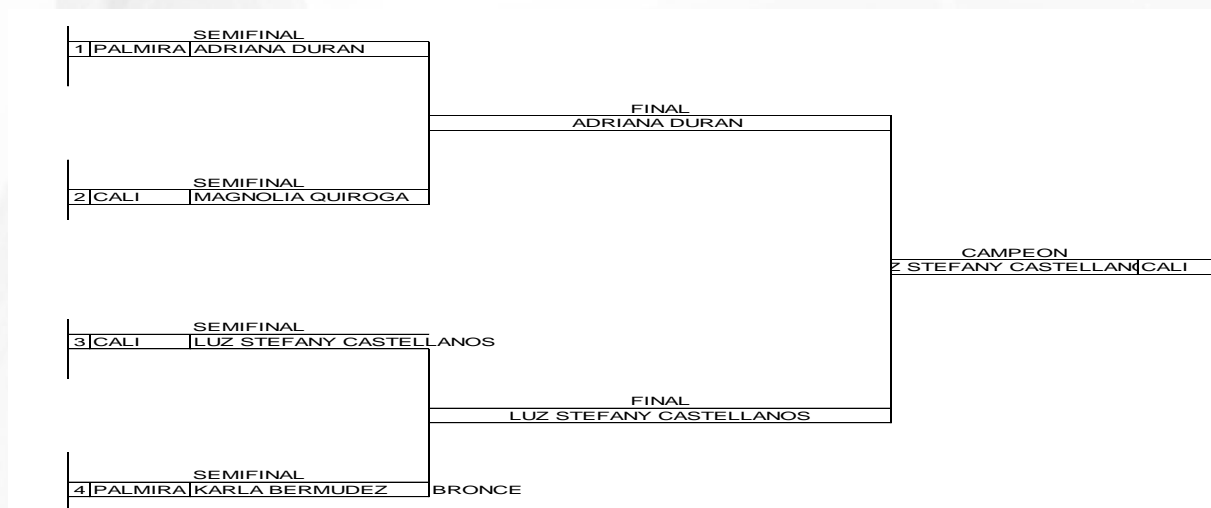 SEMIFINAL
1 PALMIRA ADRIANA DURAN
FINAL
ADRIANA DURAN
SEMIFINAL
2 CALI MAGNOLIA QUIROGA
CAMPEON
Z STEFANY CASTELLAN CALI
SEMIFINAL
3 CALI LUZ STEFANY CASTELLANOS
FINAL
LUZ STEFANY CASTELLANOS
SEMIFINAL
4 PALMIRA KARLA BERMUDEZ BRONCE